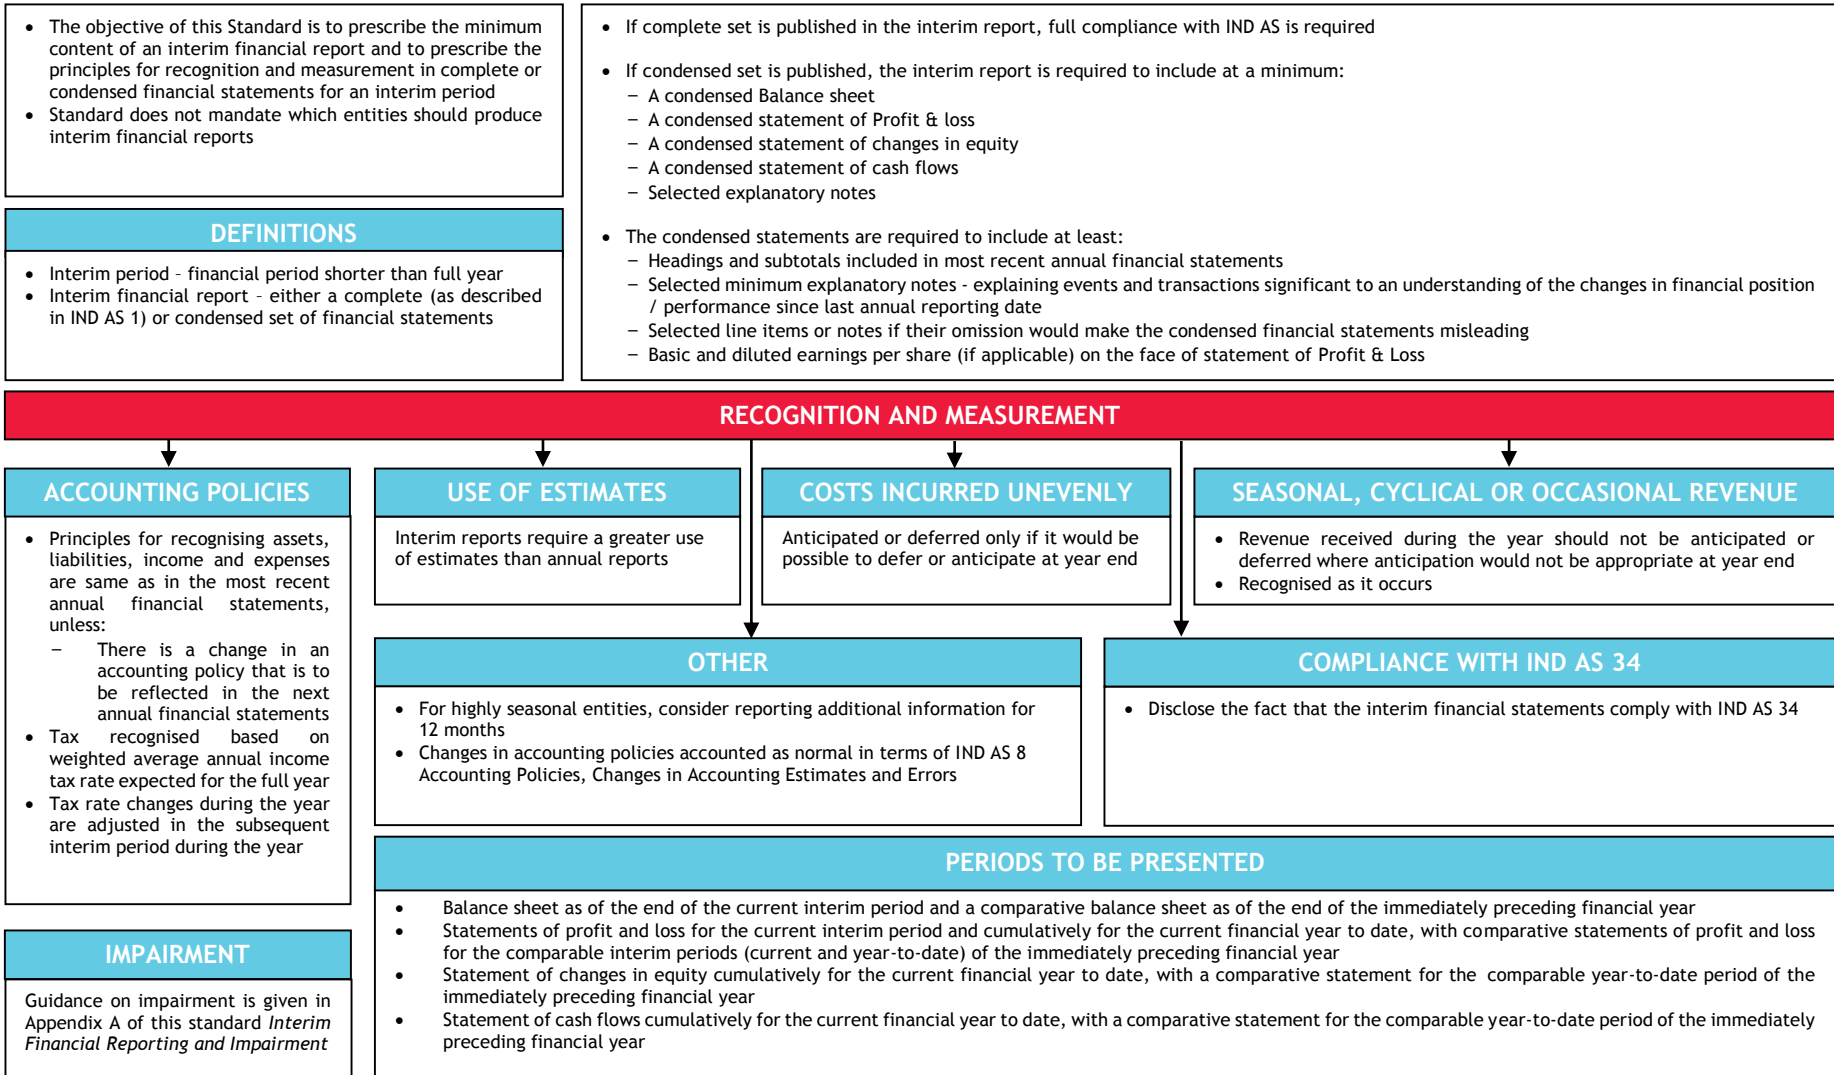 • The objective of this Standard is to prescribe the minimum
content of an interim financial report and to prescribe the
principles for recognition and measurement in complete or
condensed financial statements for an interim period
• Standard does not mandate which entities should produce
interim financial reports
• If complete set is published in the interim report, full compliance with IND AS is required
• If condensed set is published, the interim report is required to include at a minimum:
− A condensed Balance sheet
− A condensed statement of Profit & loss
− A condensed statement of changes in equity
− A condensed statement of cash flows
− Selected explanatory notes
• The condensed statements are required to include at least:
− Headings and subtotals included in most recent annual financial statements
− Selected minimum explanatory notes - explaining events and transactions significant to an understanding of the changes in financial position
/ performance since last annual reporting date
− Selected line items or notes if their omission would make the condensed financial statements misleading
− Basic and diluted earnings per share (if applicable) on the face of statement of Profit & Loss
DEFINITIONS
• Interim period – financial period shorter than full year
• Interim financial report – either a complete (as described
in IND AS 1) or condensed set of financial statements
RECOGNITION AND MEASUREMENT
ACCOUNTING POLICIES
• Principles for recognising assets,
liabilities, income and expenses
are same as in the most recent
annual financial statements,
unless:
− There is a change in an
accounting policy that is to
be reflected in the next
annual financial statements
• Tax recognised based on
weighted average annual income
tax rate expected for the full year
• Tax rate changes during the year
are adjusted in the subsequent
interim period during the year
USE OF ESTIMATES
Interim reports require a greater use
of estimates than annual reports
COSTS INCURRED UNEVENLY
Anticipated or deferred only if it would be
possible to defer or anticipate at year end
SEASONAL, CYCLICAL OR OCCASIONAL REVENUE
• Revenue received during the year should not be anticipated or
deferred where anticipation would not be appropriate at year end
• Recognised as it occurs
OTHER
• For highly seasonal entities, consider reporting additional information for
12 months
• Changes in accounting policies accounted as normal in terms of IND AS 8
Accounting Policies, Changes in Accounting Estimates and Errors
COMPLIANCE WITH IND AS 34
• Disclose the fact that the interim financial statements comply with IND AS 34
IMPAIRMENT
Guidance on impairment is given in
Appendix A of this standard Interim
Financial Reporting and Impairment
PERIODS TO BE PRESENTED
• Balance sheet as of the end of the current interim period and a comparative balance sheet as of the end of the immediately preceding financial year
• Statements of profit and loss for the current interim period and cumulatively for the current financial year to date, with comparative statements of profit and loss
for the comparable interim periods (current and year-to-date) of the immediately preceding financial year
• Statement of changes in equity cumulatively for the current financial year to date, with a comparative statement for the comparable year-to-date period of the
immediately preceding financial year
• Statement of cash flows cumulatively for the current financial year to date, with a comparative statement for the comparable year-to-date period of the immediately
preceding financial year